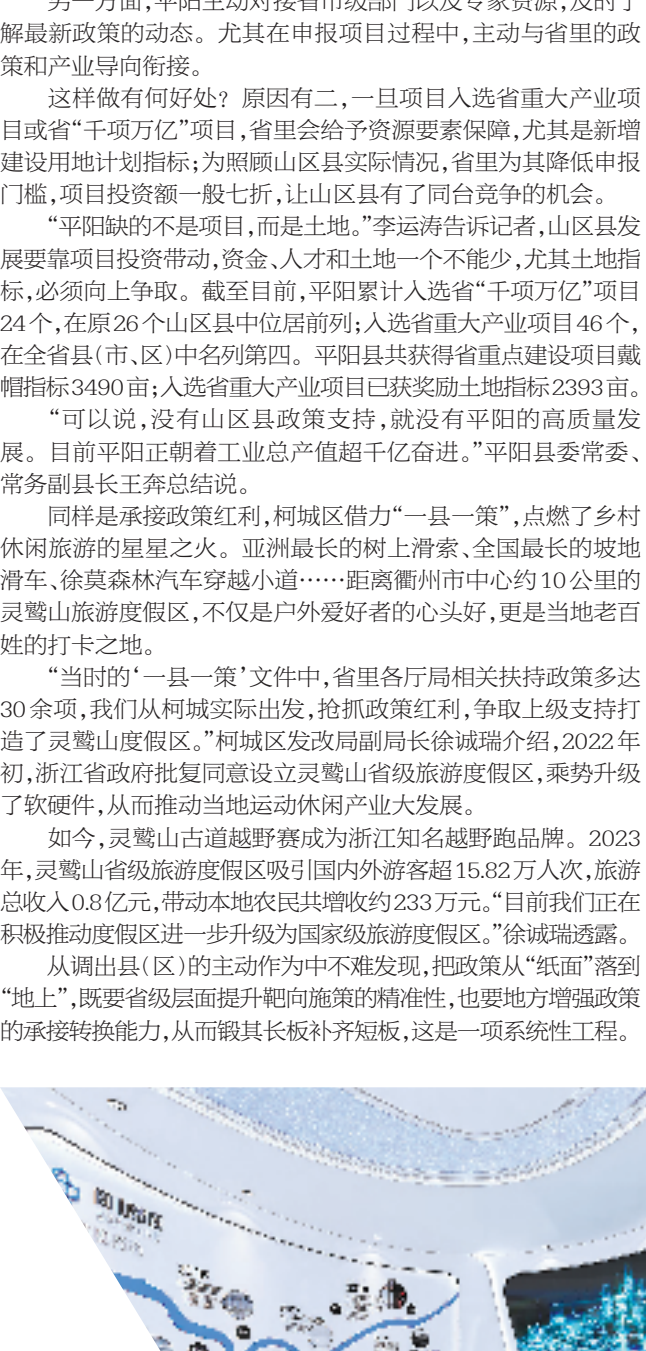 另一方面,平阳主动对接省市级部门以及专家资源,及时了
解最新政策的动态。尤其在申报项目过程中,主动与省里的政
策和产业导向衔接。
这样做有何好处?原因有二,一旦项目入选省重大产业项
目或省“千项万亿”项目,省里会给予资源要素保障,尤其是新增
建设用地计划指标;为照顾山区县实际情况,省里为其降低申报
门槛,项目投资额一般七折,让山区县有了同台竞争的机会。
“平阳缺的不是项目,而是土地。”李运涛告诉记者,山区县发
展要靠项目投资带动,资金、人才和土地一个不能少,尤其土地指
标,必须向上争取。截至目前,平阳累计入选省“千项万亿”项目
24个,在原26个山区县中位居前列;入选省重大产业项目46个,
在全省县(市、区)中名列第四。平阳县共获得省重点建设项目戴
帽指标3490亩;入选省重大产业项目已获奖励土地指标2393亩。
“可以说,没有山区县政策支持,就没有平阳的高质量发
展。目前平阳正朝着工业总产值超千亿奋进。”平阳县委常委、
常务副县长王奔总结说。
同样是承接政策红利,柯城区借力“一县一策”,点燃了乡村
休闲旅游的星星之火。亚洲最长的树上滑索、全国最长的坡地
滑车、徐莫森林汽车穿越小道……距离衢州市中心约10公里的
灵鹫山旅游度假区,不仅是户外爱好者的心头好,更是当地老百
姓的打卡之地。
“当时的‘一县一策’文件中,省里各厅局相关扶持政策多达
30余项,我们从柯城实际出发,抢抓政策红利,争取上级支持打
造了灵鹫山度假区。”柯城区发改局副局长徐诚瑞介绍,2022年
初,浙江省政府批复同意设立灵鹫山省级旅游度假区,乘势升级
了软硬件,从而推动当地运动休闲产业大发展。
如今,灵鹫山古道越野赛成为浙江知名越野跑品牌。2023
年,灵鹫山省级旅游度假区吸引国内外游客超15.82万人次,旅游
总收入0.8亿元,带动本地农民共增收约233万元。“目前我们正在
积极推动度假区进一步升级为国家级旅游度假区。”徐诚瑞透露。
从调出县(区)的主动作为中不难发现,把政策从“纸面”落到
“地上”,既要省级层面提升靶向施策的精准性,也要地方增强政策
的承接转换能力,从而锻其长板补齐短板,这是一项系统性工程。